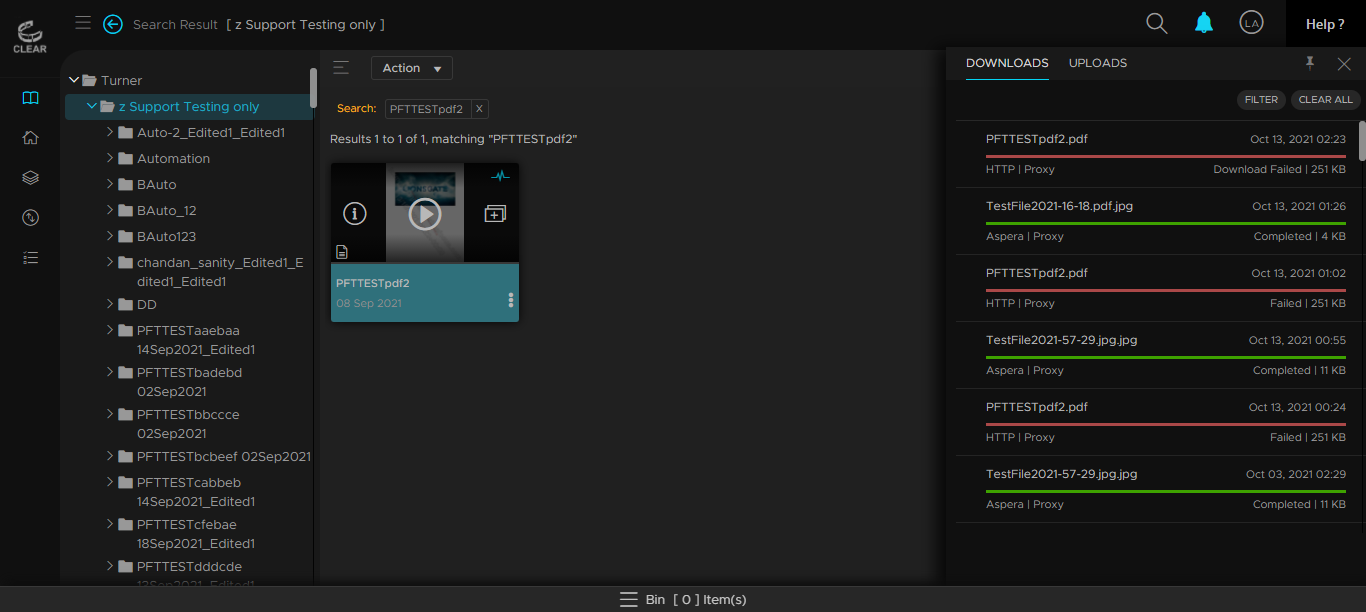 CLEAR
Search Result [ z Support Testing only ]
LA
Help ?
Turner
z Support Testing only
Auto-2_Edited1_Edited1
Automation
BAuto
BAuto_12
BAuto123
chandan_sanity_Edited1_E
dited1_Edited1
DD
PFTTESTaaebaa
14Sep2021_Edited1
PFTTESTbadebd
02Sep2021
PFTTESTbbccce
02Sep2021
PFTTESTbcbeef 02Sep2021
PFTTESTcabbeb
14Sep2021_Edited1
PFTTESTcfebae
18Sep2021_Edited1
PFTTESTdddcde
13Sep2021_Edited1
Action
Search: PFTTESTpdf2 X
Results 1 to 1 of 1, matching "PFTTESTpdf2"
LIONSGATE
PFTTESTpdf2
08 Sep 2021
DOWNLOADS UPLOADS
FILTER CLEAR ALL
PFTTESTpdf2.pdf Oct 13, 2021 02:23
HTTP | Proxy Download Failed | 251 KB
TestFile2021-16-18.pdf.jpg Oct 13, 2021 01:26
Aspera | Proxy Completed | 4 KB
PFTTESTpdf2.pdf Oct 13, 2021 01:02
HTTP | Proxy Failed | 251 KB
TestFile2021-57-29.jpg.jpg Oct 13, 2021 00:55
Aspera | Proxy Completed | 11 KB
PFTTESTpdf2.pdf Oct 13, 2021 00:24
HTTP | Proxy Failed | 251 KB
TestFile2021-57-29.jpg.jpg Oct 03, 2021 02:29
Aspera | Proxy Completed | 11 KB
Bin [ 0 ] Item(s)